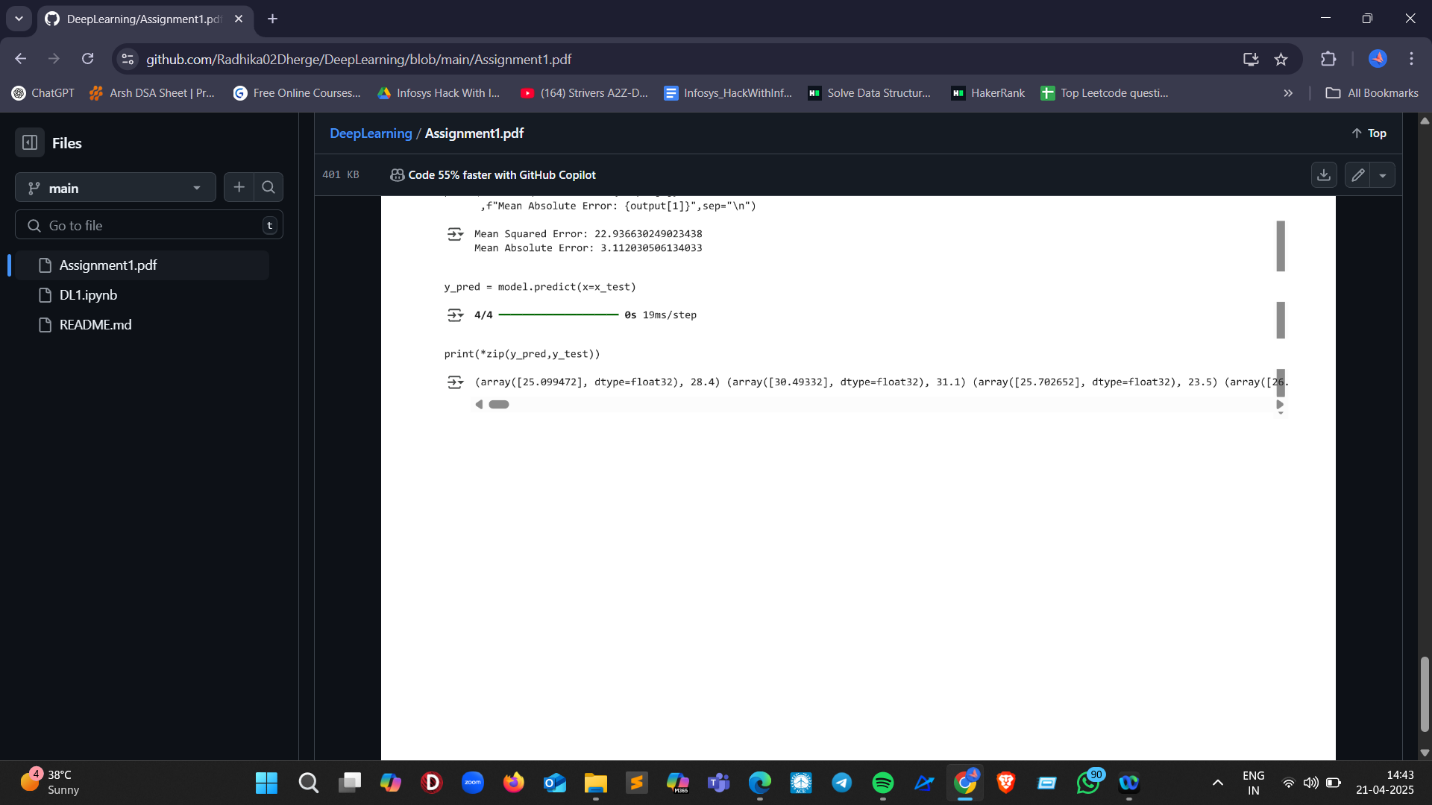 DeepLearning/Assignment1.pd
github.com/Radhika02Dherge/DeepLearning/blob/main/Assignment1.pdf
ChatGPT
Arsh DSA Sheet | Pr...
Free Online Courses...
Infosys Hack With I...
(164) Strivers A2Z-D...
Infosys_HackWithInf...
Solve Data Structur...
HakerRank
Top Leetcode questi...
»
All Bookmarks
Files
main
Go to file
t
Assignment1.pdf
DL1.ipynb
README.md
DeepLearning / Assignment1.pdf
Top
401 KB
Code 55% faster with GitHub Copilot
,f"Mean Absolute Error: {output[1]}",sep="\n")
Mean Squared Error: 22.936630249023438
Mean Absolute Error: 3.112030506134033
y_pred = model.predict(x=x_test)
4/4 0s 19ms/step
print(*zip(y_pred,y_test))
(array([25.099472], dtype=float32), 28.4) (array([30.49332], dtype=float32), 31.1) (array([25.702652], dtype=float32), 23.5) (array([26.
4
38°C
Sunny
zoom
90
ENG
IN
14:43
21-04-2025